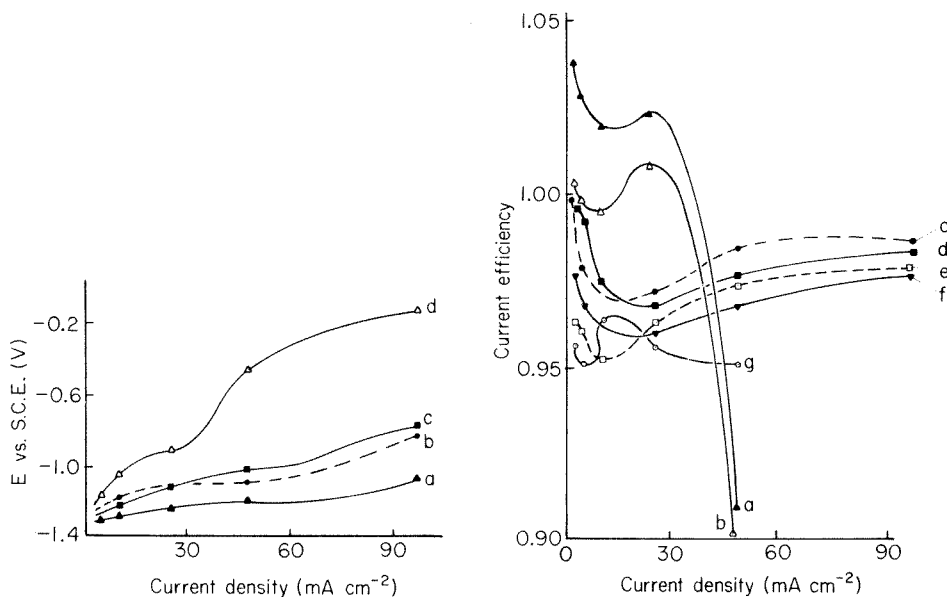 E vs. S.C.E. (V)
−0.2
−0.6
−1.0
−1.4
30
60
90
d
c
b
a
Current density (mA cm⁻²)
Current efficiency
1.05
1.00
0.95
0.90
0
30
60
90
c
d
e
f
g
a
b
Current density (mA cm⁻²)